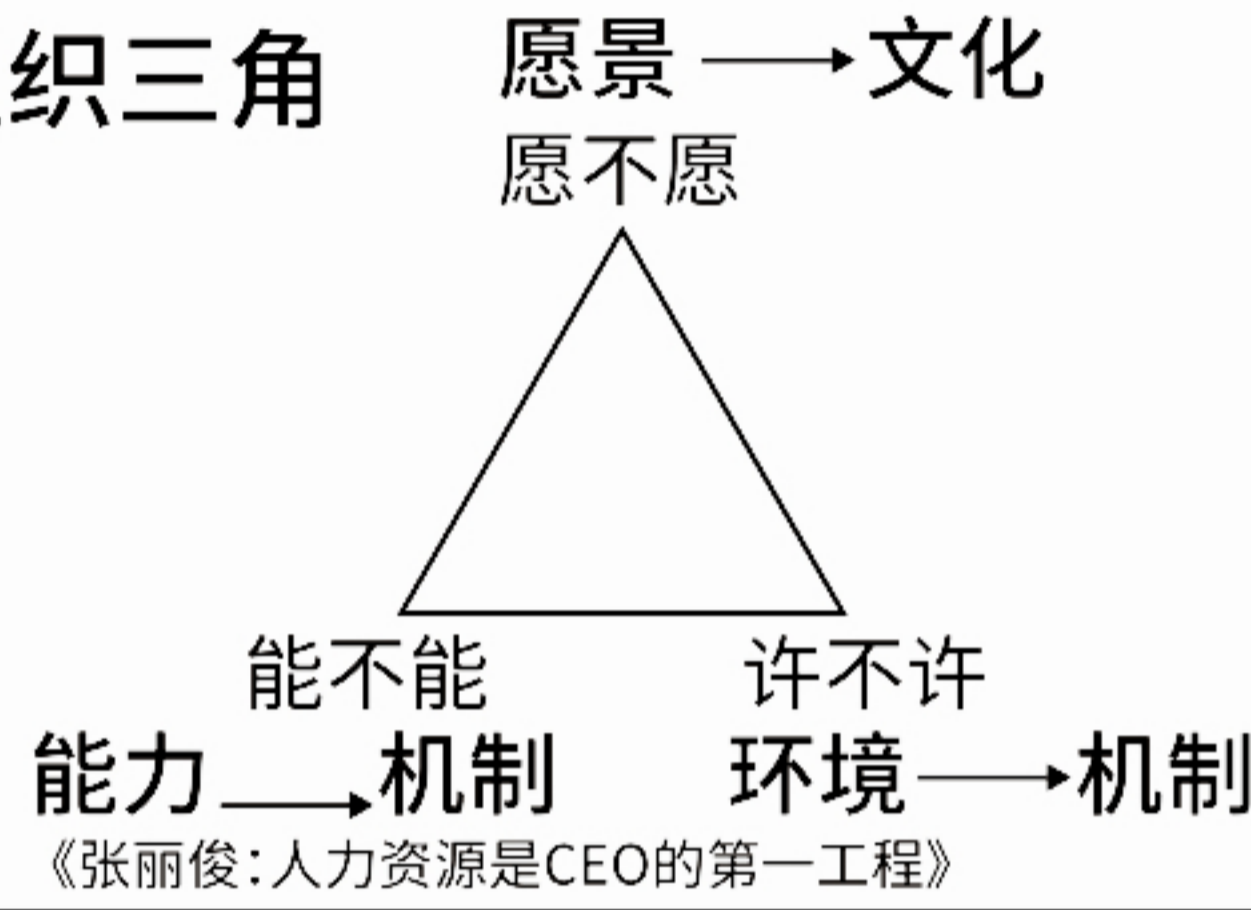 织三角
愿景→文化
愿不愿
能不能
许不许
能力→机制
环境→机制
《张丽俊:人力资源是CEO的第一工程》